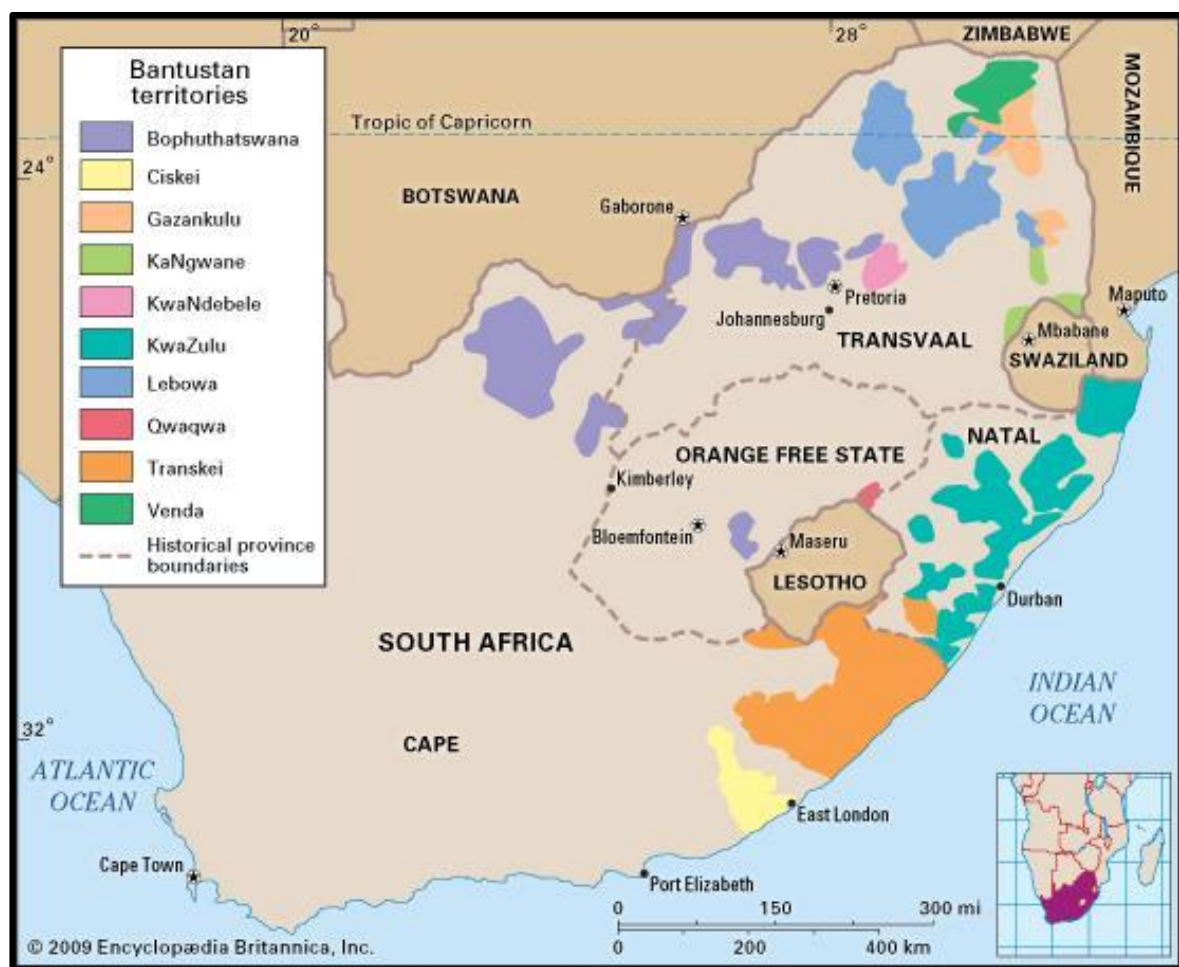 20°
28°
ZIMBABWE
MOZAMBIQUE
Bantustan
territories
Bophuthatswana
Ciskei
Gazankulu
KaNgwane
KwaNdebele
KwaZulu
Lebowa
Qwaqwa
Transkei
Venda
Historical province
boundaries
Tropic of Capricorn
24°
BOTSWANA
Gaborone
Pretoria
Johannesburg
TRANSVAAL
Maputo
Mbabane
SWAZILAND
NATAL
ORANGE FREE STATE
Kimberley
Bloemfontein
Maseru
LESOTHO
Durban
SOUTH AFRICA
INDIAN
OCEAN
32°
CAPE
ATLANTIC
OCEAN
East London
Cape Town
Port Elizabeth
0 150 300 mi
0 200 400 km
© 2009 Encyclopædia Britannica, Inc.